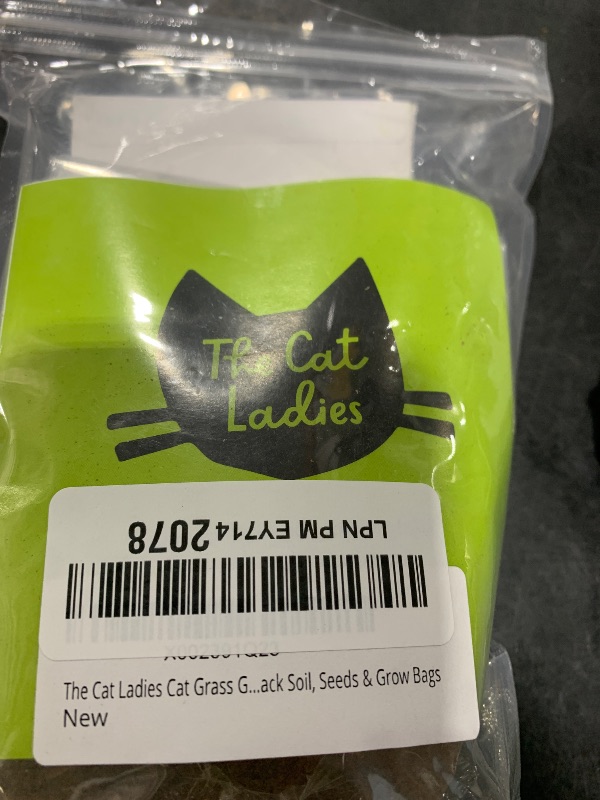 The Cat
Ladies
LPN PM EY7142078
The Cat Ladies Cat Grass G...ack Soil, Seeds & Grow Bags
New